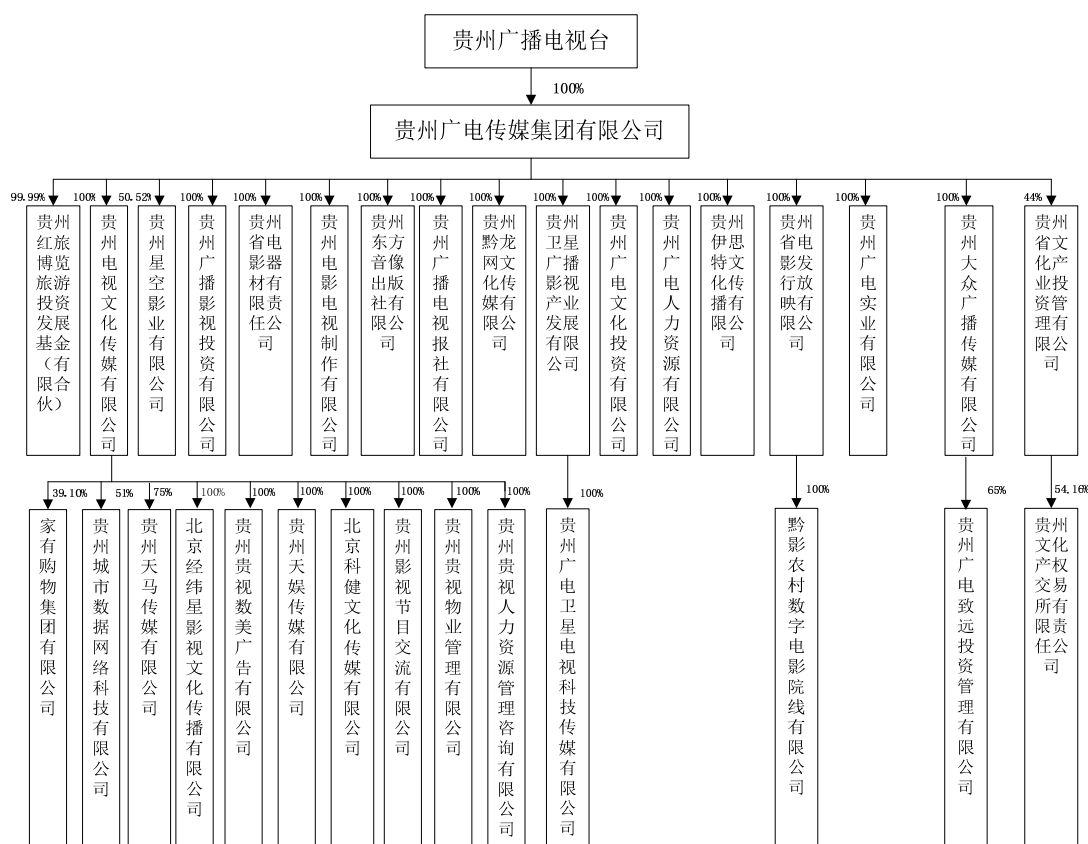 贵州广播电视台
100%
贵州广电传媒集团有限公司
99.99%
100%
50.52%
100%
100%
100%
100%
100%
100%
100%
100%
100%
100%
100%
100%
100%
44%
贵州红旅博览旅游投资发展基金（有限合伙）
贵州电视文化传媒有限公司
贵州星空影业有限公司
贵州广播影视投资有限公司
贵州省电影器材有限责任公司
贵州电影电视制作有限公司
贵州东方音像出版社有限公司
贵州广播电视报社有限公司
贵州黔龙网文化传媒有限公司
贵州卫星广播影视产业发展有限公司
贵州广电文化投资有限公司
贵州广电人力资源有限公司
贵州伊思特文化传播有限公司
贵州省电影发行放映有限公司
贵州广电实业有限公司
贵州大众广播传媒有限公司
贵州省文化产业投资管理有限公司
39.10%
51%
75%
100%
100%
100%
100%
100%
100%
100%
100%
100%
65%
54.16%
家有购物集团有限公司
贵州城市数据网络科技有限公司
贵州天马传媒有限公司
北京经纬星影视文化传播有限公司
贵州贵视数美广告有限公司
贵州天娱传媒有限公司
北京科健文化传媒有限公司
贵州影视节目交流有限公司
贵州贵视物业管理有限公司
贵州贵视人力资源管理咨询有限公司
贵州广电卫星电视科技传媒有限公司
黔影农村数字电影院线有限公司
贵州广电致远投资管理有限公司
贵州文化产权交易所有限责任公司